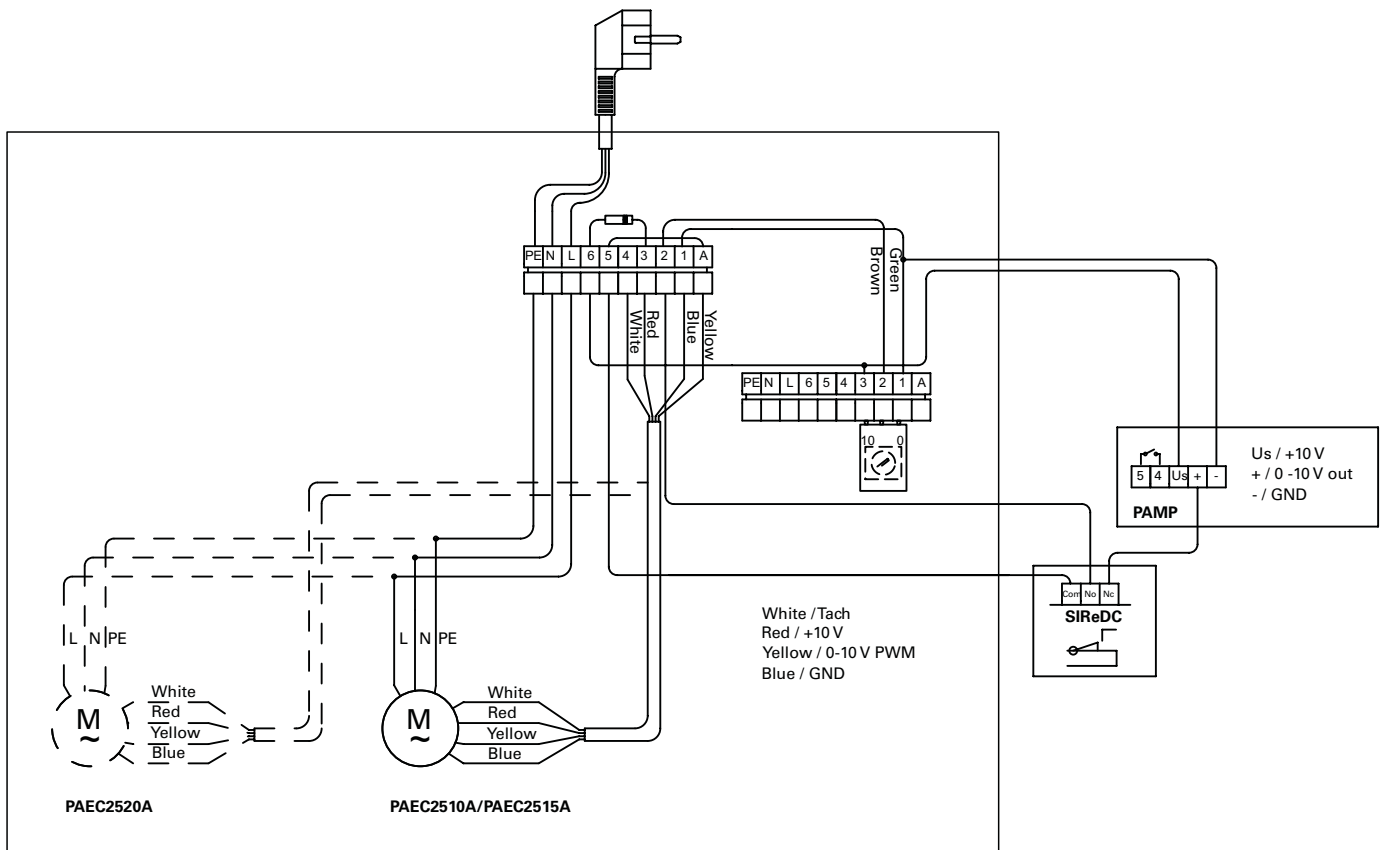 PE N L 6 5 4 3 2 1 A
Brown
Green
White
Red
Blue
Yellow
PE N L 6 5 4 3 2 1 A
10 0
5 4 Us + -
PAMP
Us / +10 V
+ / 0 -10 V out
- / GND
Com No Nc
SIReDC
White / Tach
Red / +10 V
Yellow / 0-10 V PWM
Blue / GND
L N PE
M
~
White
Red
Yellow
Blue
PAEC2520A
L N PE
M
~
White
Red
Yellow
Blue
PAEC2510A/PAEC2515A